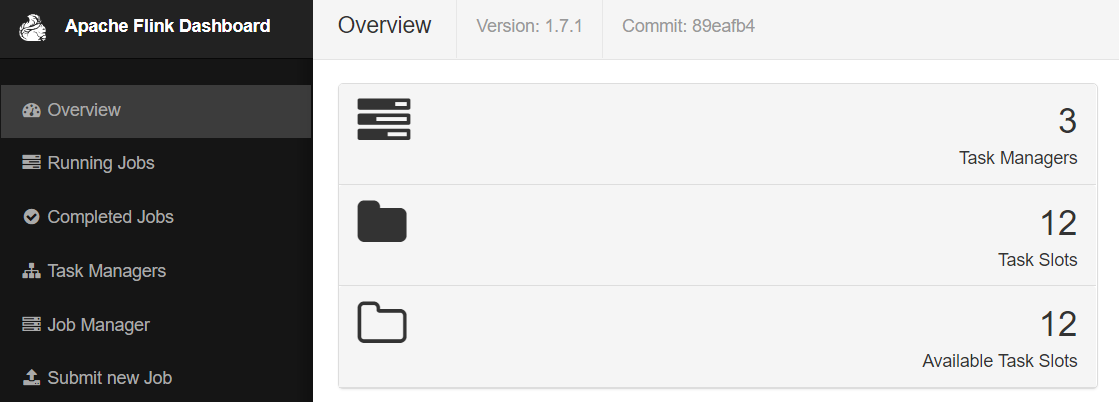 Apache Flink Dashboard
Overview
Running Jobs
Completed Jobs
Task Managers
Job Manager
Submit new Job
Overview
Version: 1.7.1
Commit: 89eafb4
3
Task Managers
12
Task Slots
12
Available Task Slots